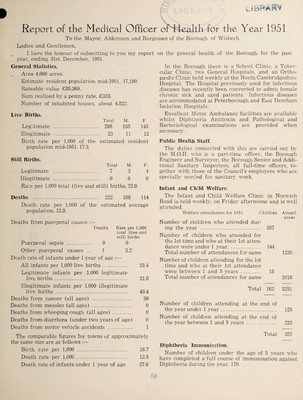 LIBRARY
Report of the Medical Officer of Health for the Year 1951
To the Mayor, Aldermen and Burgesses of the Borough of Wisbech.
Ladies and Gentlemen,
I have the honour of submitting to you my report on the general health of the Borough for the past
year, ending 31st December, 1951.
General Statistics.
Area 4,666 acres.
Estimate resident population mid-1951, 17,190.
Rateable value £93,369.
Sum realised by a penny rate, £353.
Number of inhabited houses, about 4,822.
Live Births.
Total M. F.
Legitimate 298 155 143
Illegitimate 23 11 12
Birth rate per 1,000 of the estimated resident
population mid-1951, 17.3.
Still Births.
Total M. F.
Legitimate 7 3 4
Illegitimate 0 0 0
Rate per 1,000 total (live and still) births, 22.9
Deaths 222 108 114
Death rate per 1,000 of the estimated average
population, 12.9.
Deaths from puerperal causes :—
Deaths Rate per 1,000
total (live and
still) births
Puerperal sepsis 0 0
Other puerperal causes 1 3.2
Death rate of infants under 1 year of age :—
All infants per 1,000 live births 23.4
Legitimate infants per 1,000 legitimate
live births 21.8
Illegitimate infants per 1,000 illegitimate
live births 43.4
Deaths from cancer (all ages) 36
Deaths from measles (all ages) 0
Deaths from whooping cough (all ages) 0
Deaths from diarrhœa (under two years of age) 0
Deaths from motor vehicle accidents 1
The comparable figures for towns of approximately
the same size are as follows :—
Birth rate per 1,000 16.7
Death rate per 1,000 12.5
Death rate of infants under 1 year of age 27.6
In the Borough there is a School Clinic, a Tuber-
cular Clinic, two General Hospitals, and an Ortho-
pædic Clinic held weekly at the North Cambridgeshire
Hospital. The Hospital previously used for infectious
diseases has recently been converted to admit female
chronic sick and aged patients. Infectious diseases
are accommodated at Peterborough and East Dereham
Isolation Hospitals.
Excellent Motor Ambulance facilities are available
whilst Diphtheria Antitoxin and Pathological and
Bacteriological examinations are provided when
necessary.
Public Health Staff.
The duties connected with this are carried out by
the M.O.H. who is a part-time officer, the Borough
Engineer and Surveyor, the Borough Senior and Addi-
tional Sanitary Inspectors, all full-time officers, to-
gether with those of the Council's employees who are
specially needed for sanitary work.
Infant and Child Welfare.
The Infant and Child Welfare Clinic in Norwich
Road is held weekly, on Friday afternoons and is well
attended.
Welfare attendances for 1951 Children
Number of children who attended dur-
ing the year 357
Number of children who attended for
the 1st time and who at their 1st atten-
dance were under 1 year 144
Total number of attendances for same 1235
Number of children attending for the 1st
time and who at their 1st attendance
were between 1 and 5 years 18
Total number of attendances for same
Total 162
Number of children attending at the end of
the year under 1 year 125
Number of children attending at the end of
the year between 1 and 5 years 232
Total 357
Diphtheria Immunisation.
Number of children under the age of 5 years who
have completed a full course of immunisation against
Diphtheria during the year, 170.